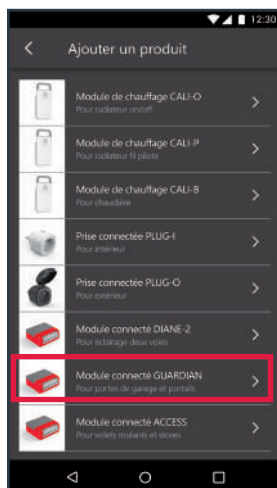 12:30
Ajouter un produit
Module de chauffage CALI-O
Pour radiateur on/off
Module de chauffage CALI-P
Pour radiateur fil pilote
Module de chauffage CALI-B
Pour chaudière
Prise connectée PLUG-I
Pour intérieur
Prise connectée PLUG-O
Pour extérieur
Module connecté DIANE-2
Pour éclairage deux voies
Module connecté GUARDIAN
Pour portes de garage et portails
Module connecté ACCESS
Pour volets roulants et stores